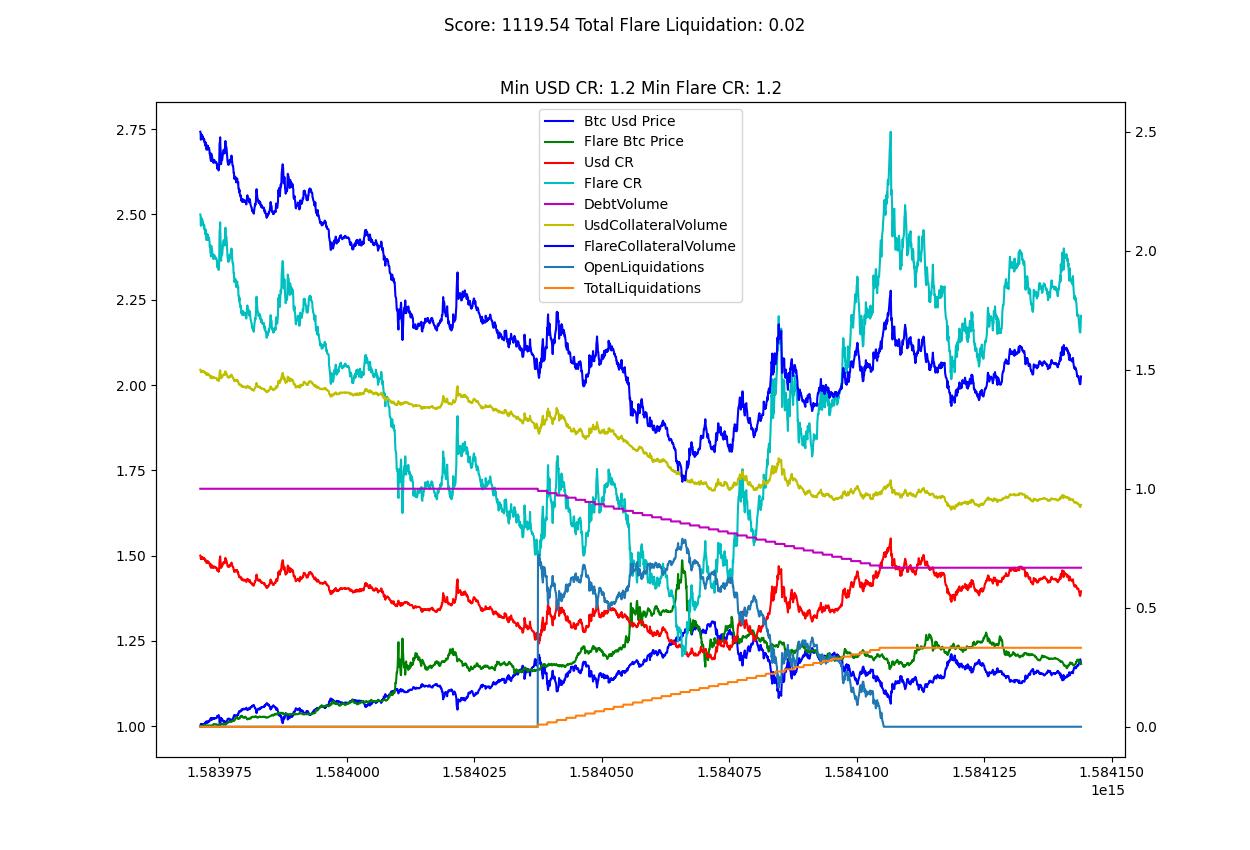 Score: 1119.54 Total Flare Liquidation: 0.02
Min USD CR: 1.2 Min Flare CR: 1.2
Btc Usd Price
Flare Btc Price
Usd CR
Flare CR
DebtVolume
UsdCollateralVolume
FlareCollateralVolume
OpenLiquidations
TotalLiquidations
2.75
2.50
2.25
2.00
1.75
1.50
1.25
1.00
2.5
2.0
1.5
1.0
0.5
0.0
1.583975 1.584000 1.584025 1.584050 1.584075 1.584100 1.584125 1.584150
1e15